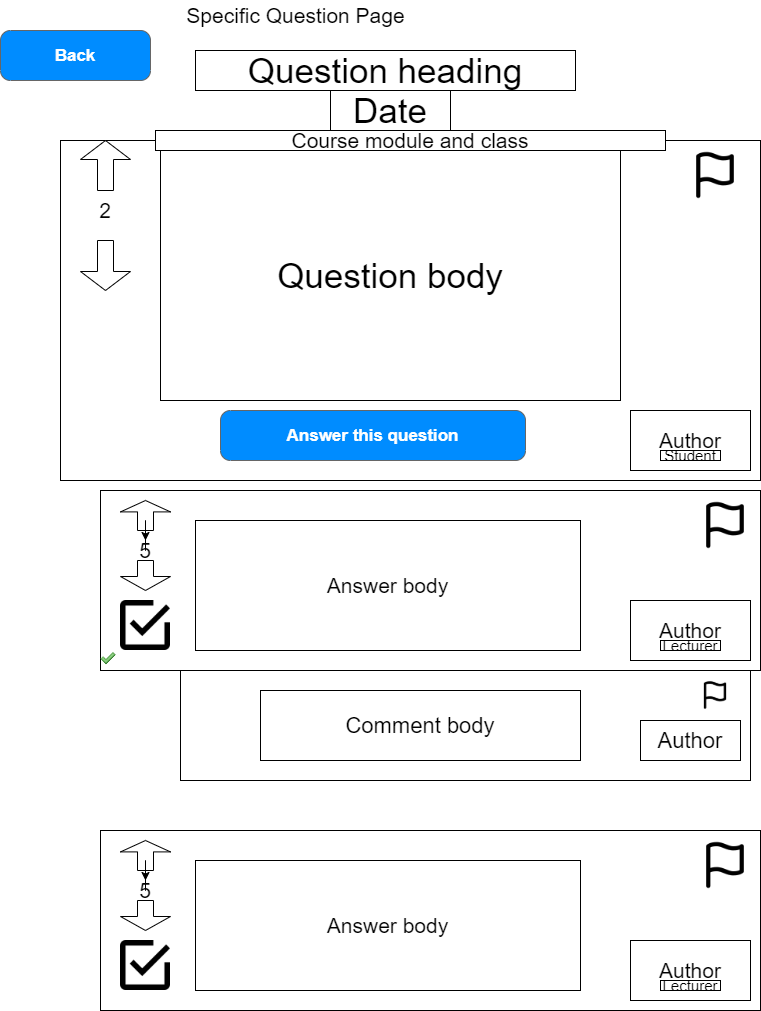 Specific Question Page
Back
Question heading
Date
Course module and class
2
Question body
Answer this question
Author
Student
5
Answer body
Author
Lecturer
Comment body
Author
5
Answer body
Author
Lecturer